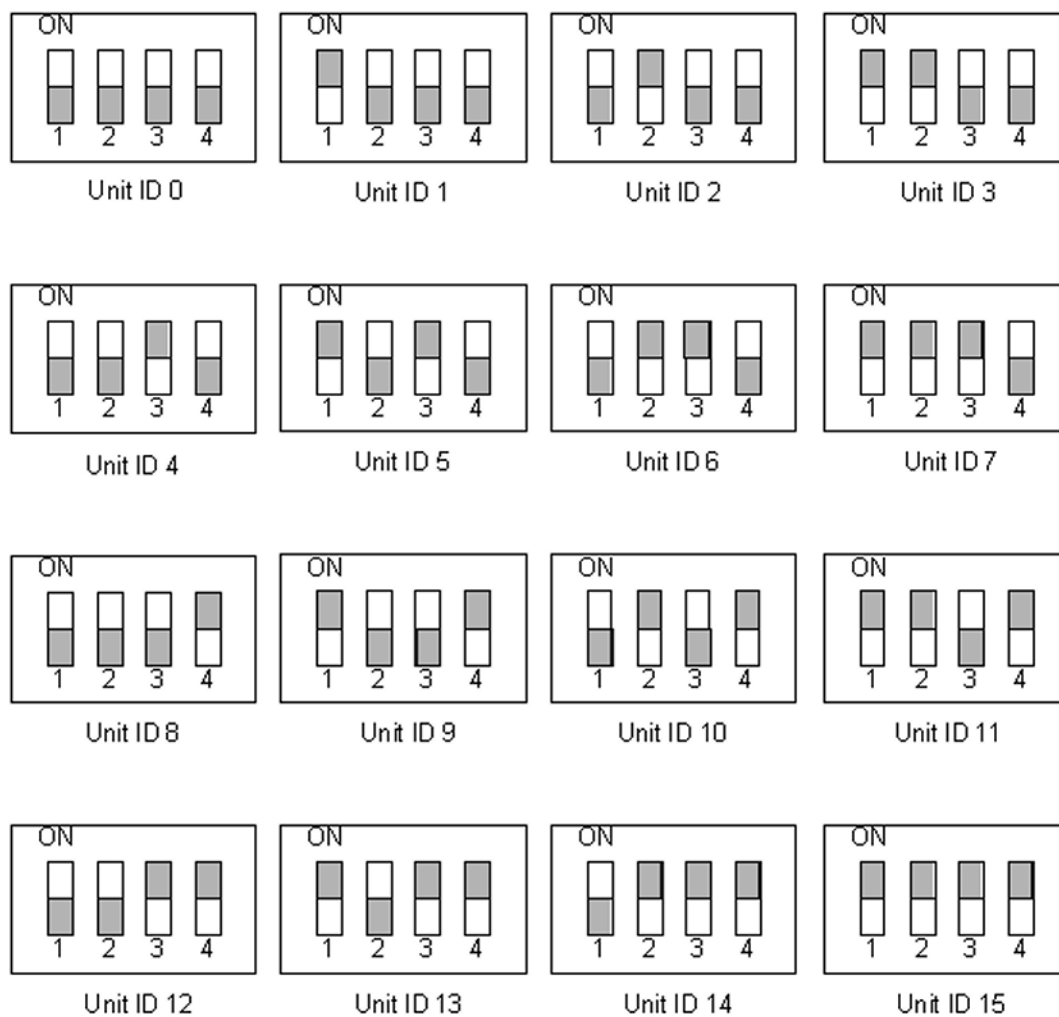 ON ON ON ON
1 2 3 4 1 2 3 4 1 2 3 4 1 2 3 4
Unit ID 0 Unit ID 1 Unit ID 2 Unit ID 3
ON ON ON ON
1 2 3 4 1 2 3 4 1 2 3 4 1 2 3 4
Unit ID 4 Unit ID 5 Unit ID 6 Unit ID 7
ON ON ON ON
1 2 3 4 1 2 3 4 1 2 3 4 1 2 3 4
Unit ID 8 Unit ID 9 Unit ID 10 Unit ID 11
ON ON ON ON
1 2 3 4 1 2 3 4 1 2 3 4 1 2 3 4
Unit ID 12 Unit ID 13 Unit ID 14 Unit ID 15